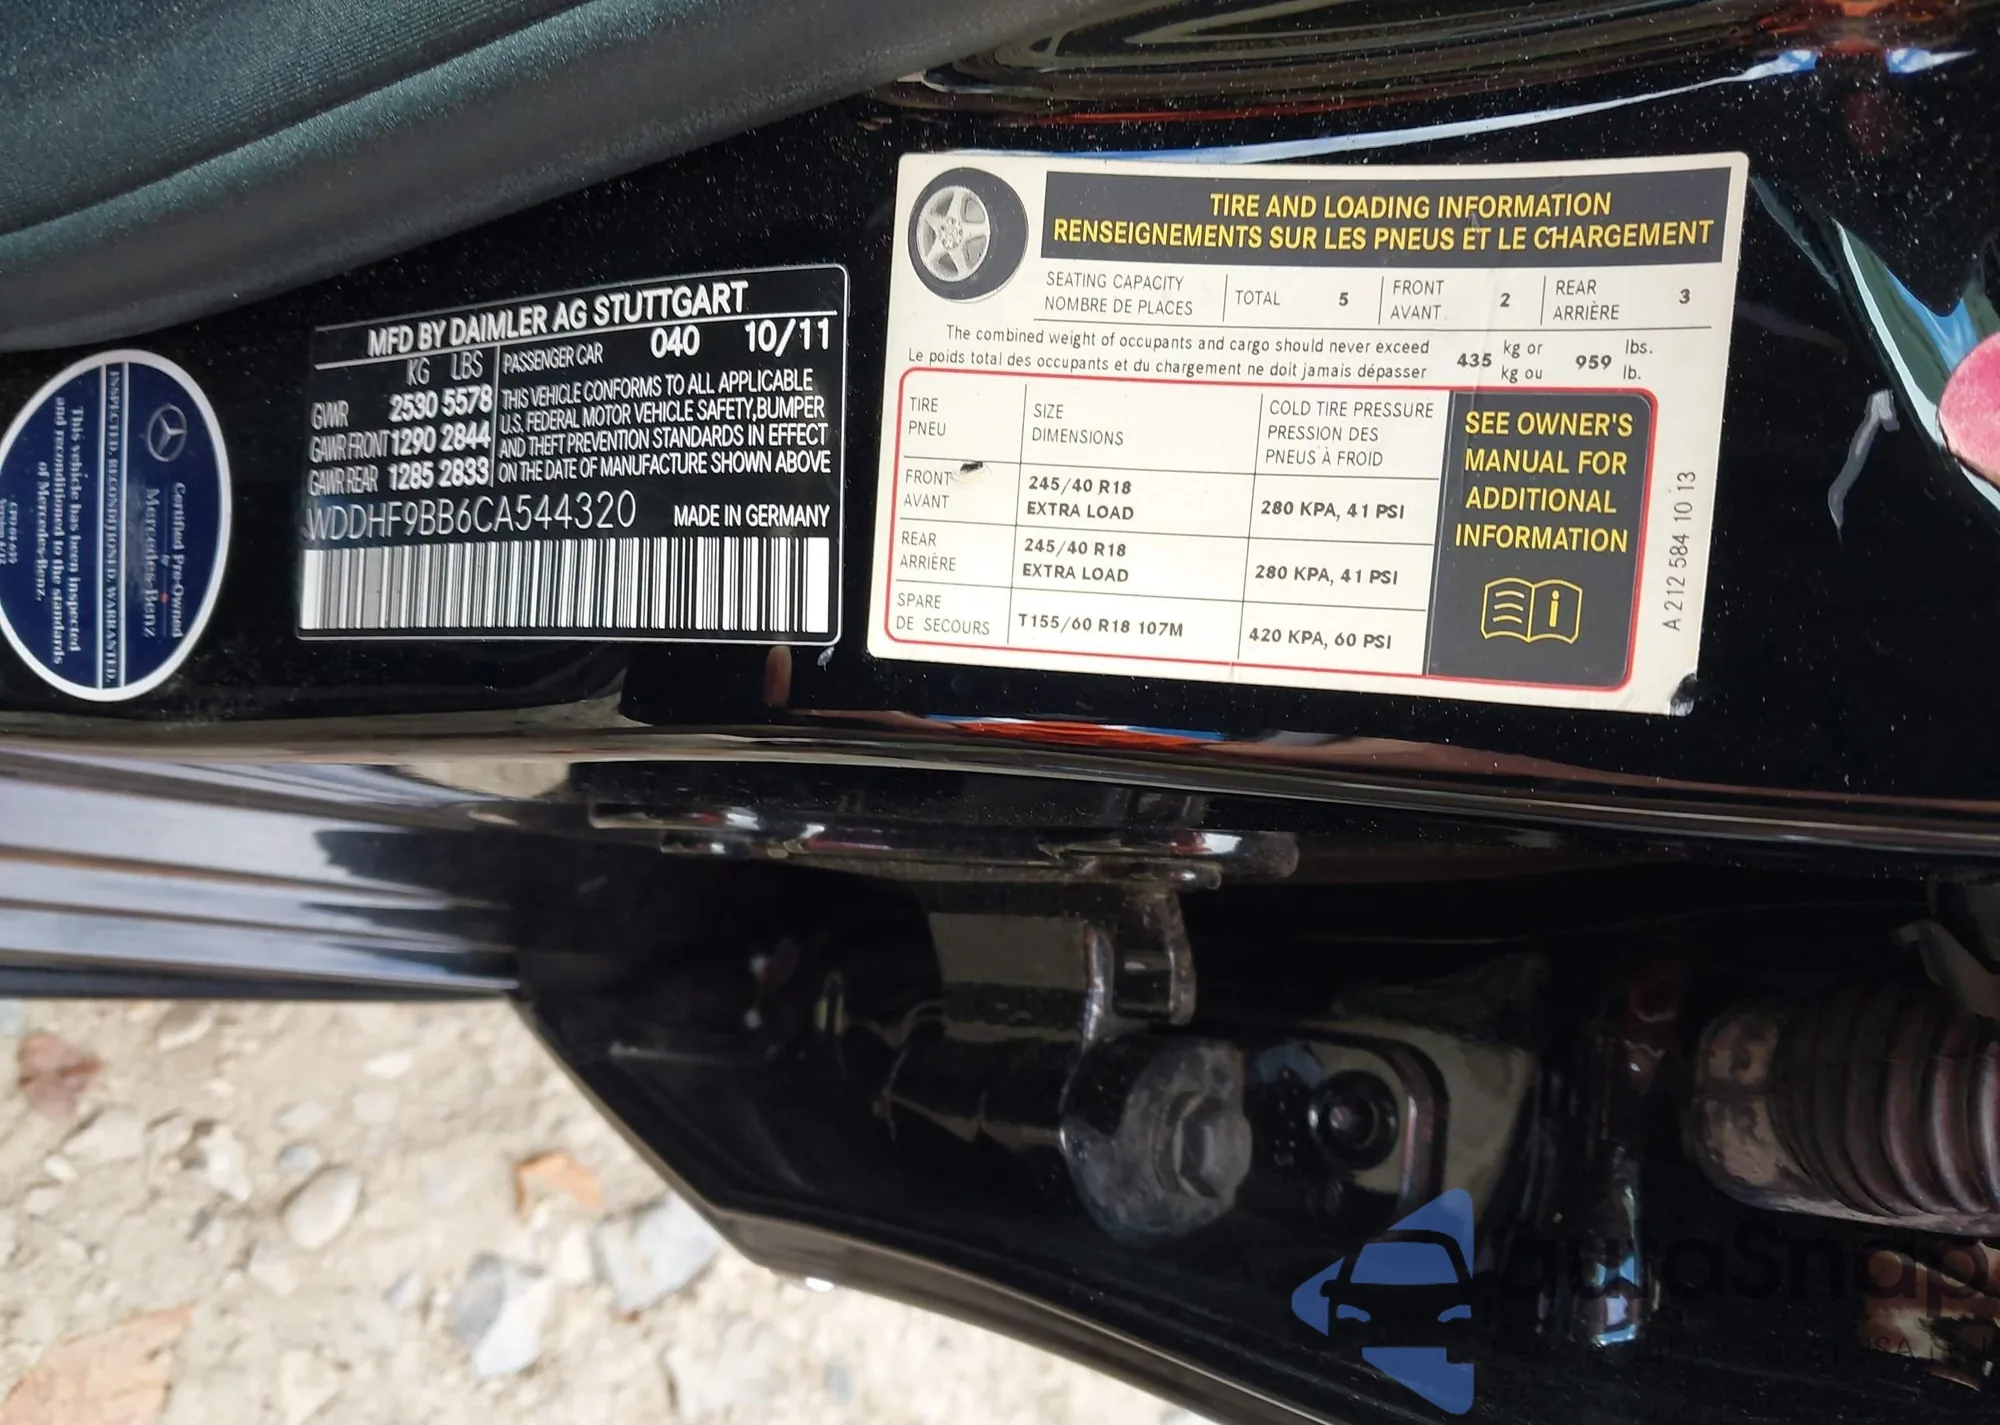 MFD BY DAIMLER AG STUTTGART
KG LBS PASSENGER CAR 040 10/11
GVWR 2530 5578
GAWR FRONT 1290 2844
GAWR REAR 1285 2833
THIS VEHICLE CONFORMS TO ALL APPLICABLE
U.S. FEDERAL MOTOR VEHICLE SAFETY, BUMPER
AND THEFT PREVENTION STANDARDS IN EFFECT
ON THE DATE OF MANUFACTURE SHOWN ABOVE
WDDHF9BB6CA544320 MADE IN GERMANY
Certified Pre-Owned
by
Mercedes-Benz
INSPECTED. RECONDITIONED. WARRANTED.
This vehicle has been inspected
and reconditioned to the standards
of Mercedes-Benz.
TIRE AND LOADING INFORMATION
RENSEIGNEMENTS SUR LES PNEUS ET LE CHARGEMENT
SEATING CAPACITY
NOMBRE DE PLACES
TOTAL 5
FRONT
AVANT
2
REAR
ARRIÈRE
3
The combined weight of occupants and cargo should never exceed
Le poids total des occupants et du chargement ne doit jamais dépasser
435
kg or
kg ou
959
lbs.
lb.
TIRE
PNEU
SIZE
DIMENSIONS
COLD TIRE PRESSURE
PRESSION DES
PNEUS À FROID
FRONT
AVANT
245/40 R18
EXTRA LOAD
280 KPA, 41 PSI
REAR
ARRIÈRE
245/40 R18
EXTRA LOAD
280 KPA, 41 PSI
SPARE
DE SECOURS
T155/60 R18 107M
420 KPA, 60 PSI
SEE OWNER'S
MANUAL FOR
ADDITIONAL
INFORMATION
i
A 212 584 10 13
autoSnap